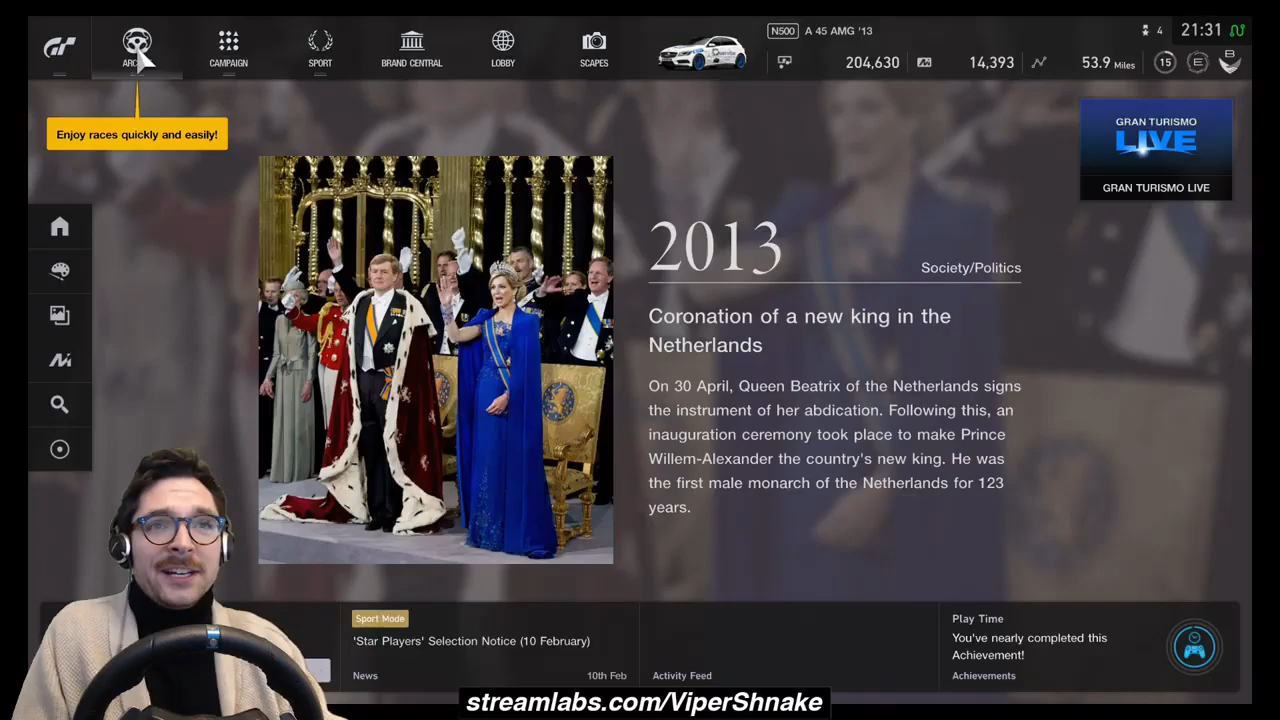 ARC
CAMPAIGN
SPORT
BRAND CENTRAL
LOBBY
SCAPES
N500 A 45 AMG '13
204,630
14,393
53.9 Miles
4
21:31
15
E
B
Enjoy races quickly and easily!
GRAN TURISMO
LIVE
GRAN TURISMO LIVE
2013
Society/Politics
Coronation of a new king in the
Netherlands
On 30 April, Queen Beatrix of the Netherlands signs
the instrument of her abdication. Following this, an
inauguration ceremony took place to make Prince
Willem-Alexander the country's new king. He was
the first male monarch of the Netherlands for 123
years.
Sport Mode
'Star Players' Selection Notice (10 February)
News
10th Feb
Activity Feed
Play Time
You've nearly completed this
Achievement!
Achievements
streamlabs.com/ViperShnake